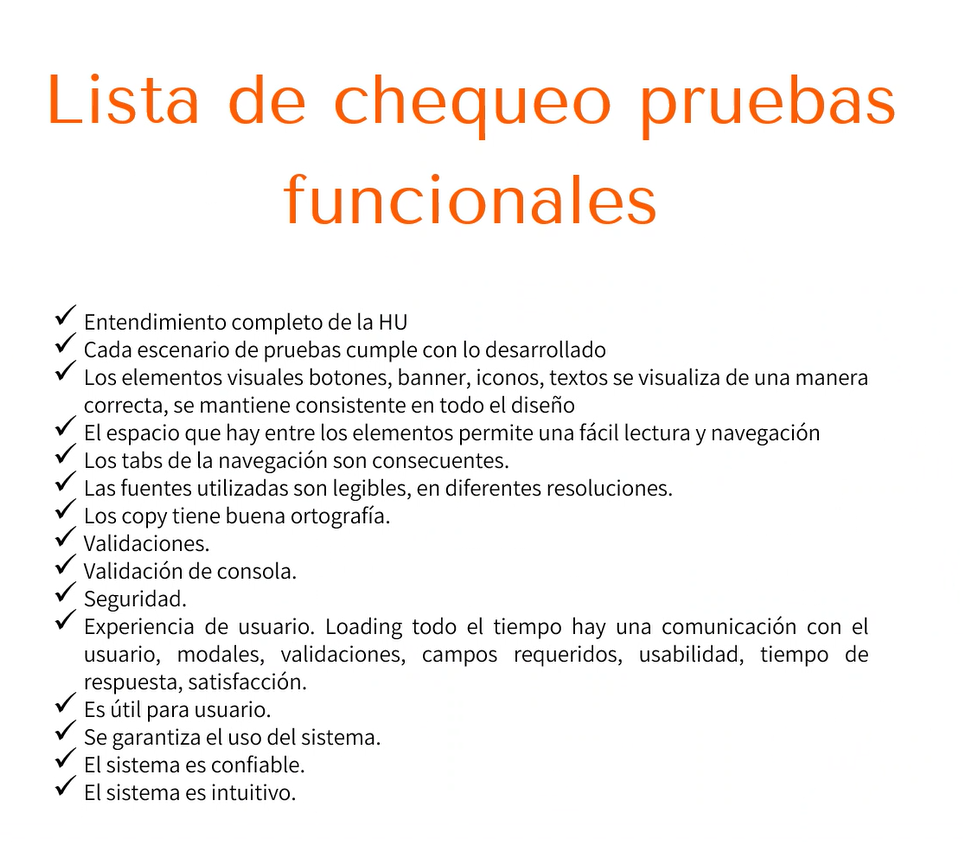 Lista de chequeo pruebas
funcionales
✓ Entendimiento completo de la HU
✓ Cada escenario de pruebas cumple con lo desarrollado
✓ Los elementos visuales botones, banner, iconos, textos se visualiza de una manera
correcta, se mantiene consistente en todo el diseño
✓ El espacio que hay entre los elementos permite una fácil lectura y navegación
✓ Los tabs de la navegación son consecuentes.
✓ Las fuentes utilizadas son legibles, en diferentes resoluciones.
✓ Los copy tiene buena ortografía.
✓ Validaciones.
✓ Validación de consola.
✓ Seguridad.
✓ Experiencia de usuario. Loading todo el tiempo hay una comunicación con el
usuario, modales, validaciones, campos requeridos, usabilidad, tiempo de
respuesta, satisfacción.
✓ Es útil para usuario.
✓ Se garantiza el uso del sistema.
✓ El sistema es confiable.
✓ El sistema es intuitivo.